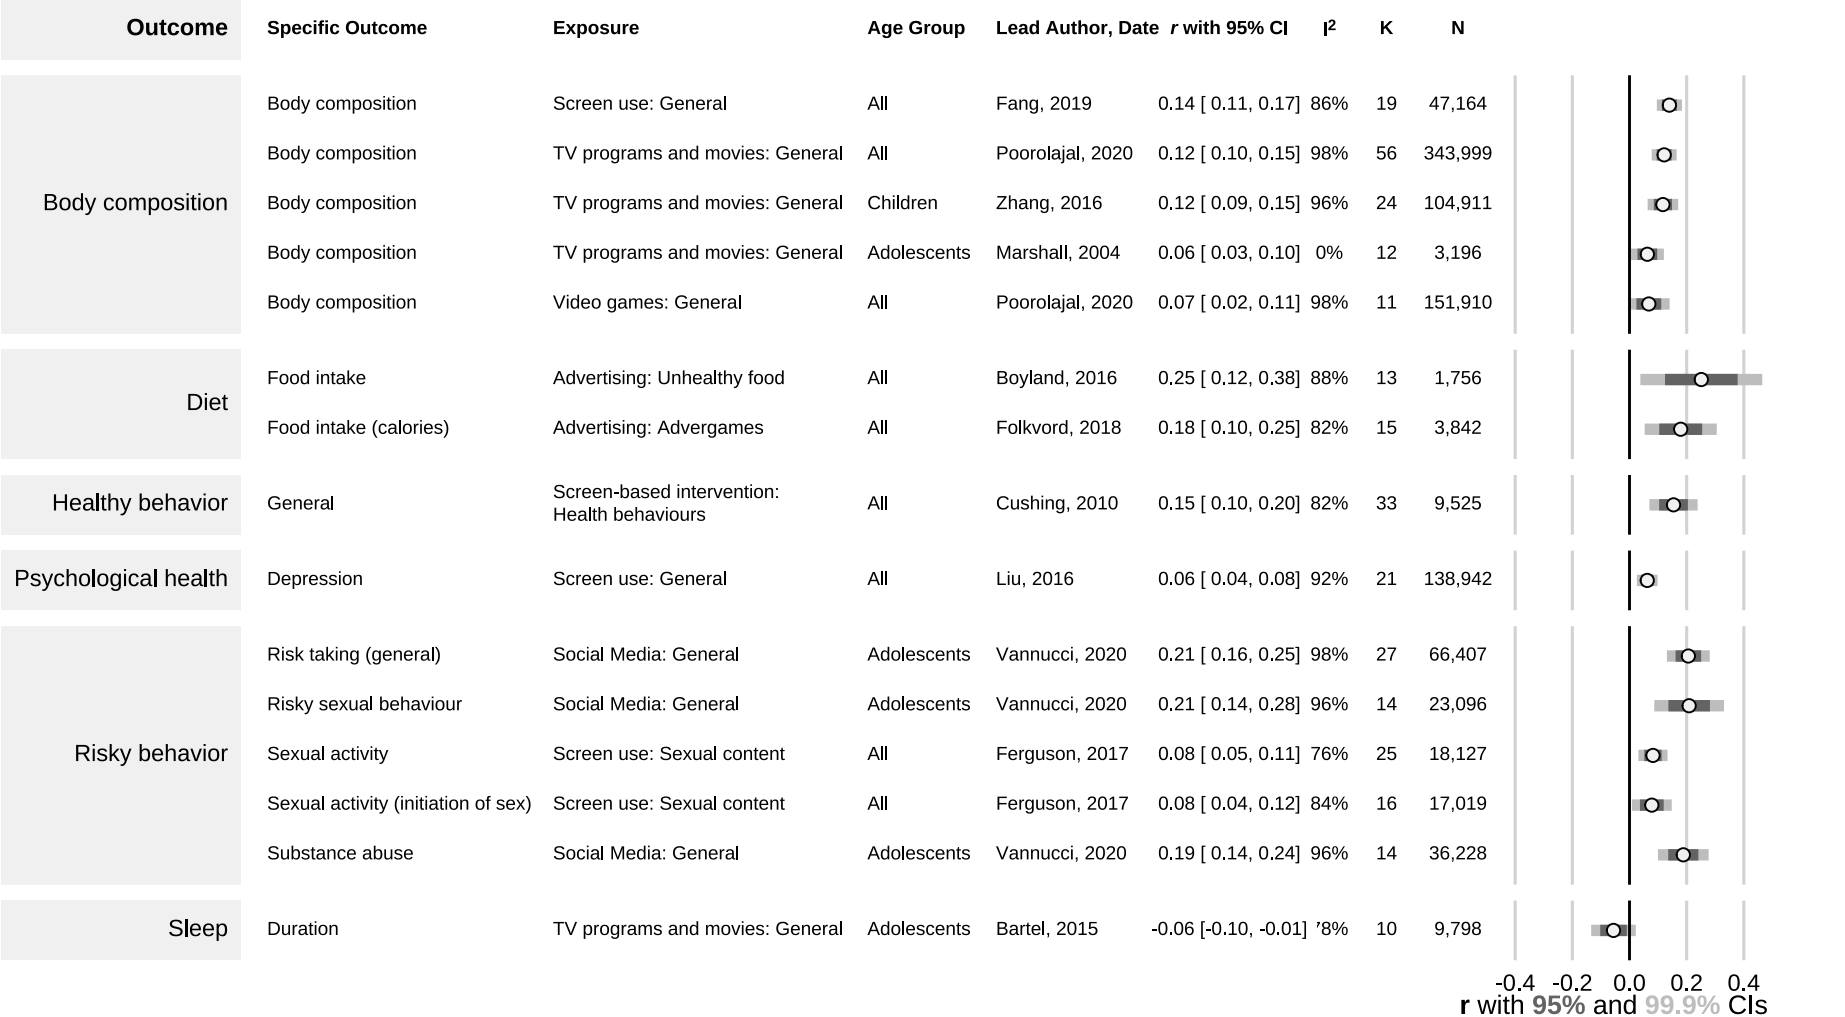 Outcome Specific Outcome Exposure Age Group Lead Author, Date r with 95% CI I² K N
Body composition
Body composition Screen use: General All Fang, 2019 0.14 [ 0.11, 0.17] 86% 19 47,164
Body composition TV programs and movies: General All Poorolajal, 2020 0.12 [ 0.10, 0.15] 98% 56 343,999
Body composition TV programs and movies: General Children Zhang, 2016 0.12 [ 0.09, 0.15] 96% 24 104,911
Body composition TV programs and movies: General Adolescents Marshall, 2004 0.06 [ 0.03, 0.10] 0% 12 3,196
Body composition Video games: General All Poorolajal, 2020 0.07 [ 0.02, 0.11] 98% 11 151,910
Diet
Food intake Advertising: Unhealthy food All Boyland, 2016 0.25 [ 0.12, 0.38] 88% 13 1,756
Food intake (calories) Advertising: Advergames All Folkvord, 2018 0.18 [ 0.10, 0.25] 82% 15 3,842
Healthy behavior
General Screen-based intervention:
Health behaviours All Cushing, 2010 0.15 [ 0.10, 0.20] 82% 33 9,525
Psychological health
Depression Screen use: General All Liu, 2016 0.06 [ 0.04, 0.08] 92% 21 138,942
Risky behavior
Risk taking (general) Social Media: General Adolescents Vannucci, 2020 0.21 [ 0.16, 0.25] 98% 27 66,407
Risky sexual behaviour Social Media: General Adolescents Vannucci, 2020 0.21 [ 0.14, 0.28] 96% 14 23,096
Sexual activity Screen use: Sexual content All Ferguson, 2017 0.08 [ 0.05, 0.11] 76% 25 18,127
Sexual activity (initiation of sex) Screen use: Sexual content All Ferguson, 2017 0.08 [ 0.04, 0.12] 84% 16 17,019
Substance abuse Social Media: General Adolescents Vannucci, 2020 0.19 [ 0.14, 0.24] 96% 14 36,228
Sleep
Duration TV programs and movies: General Adolescents Bartel, 2015 -0.06 [-0.10, -0.01] 78% 10 9,798
-0.4 -0.2 0.0 0.2 0.4
r with 95% and 99.9% CIs